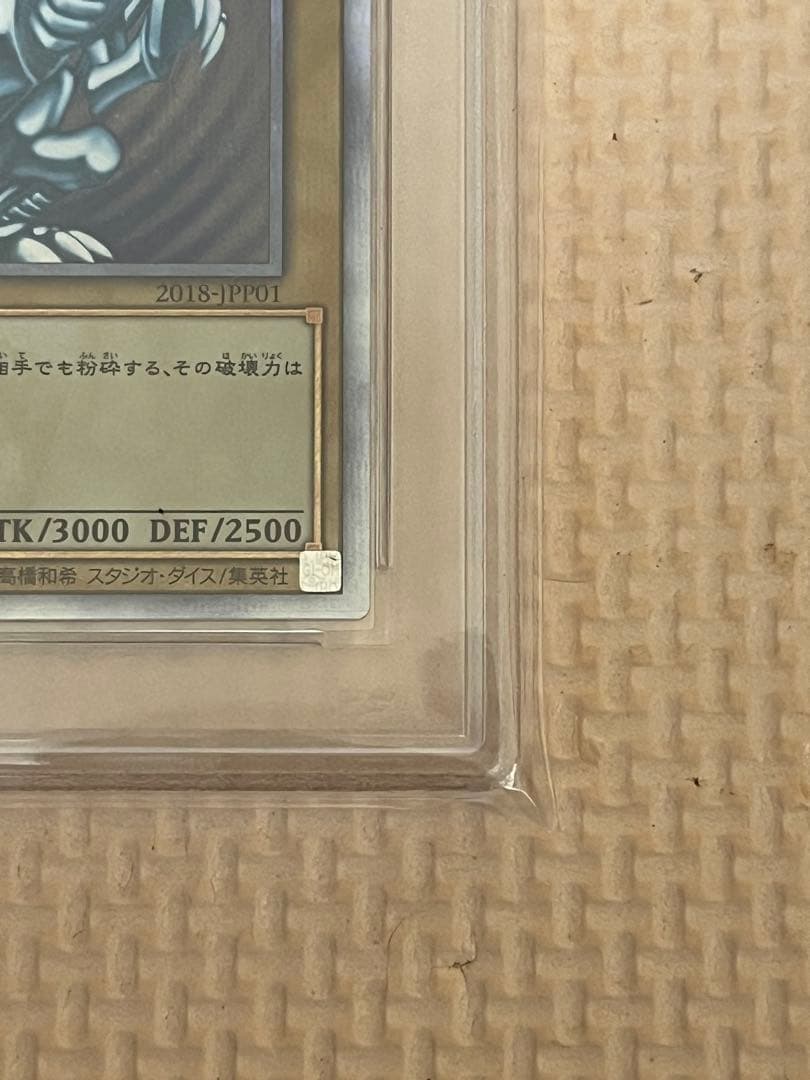 2018-JPP01
手でも粉砕する、その破壊力は
TK/3000 DEF/2500
高橋和希 スタジオ・ダイス/集英社